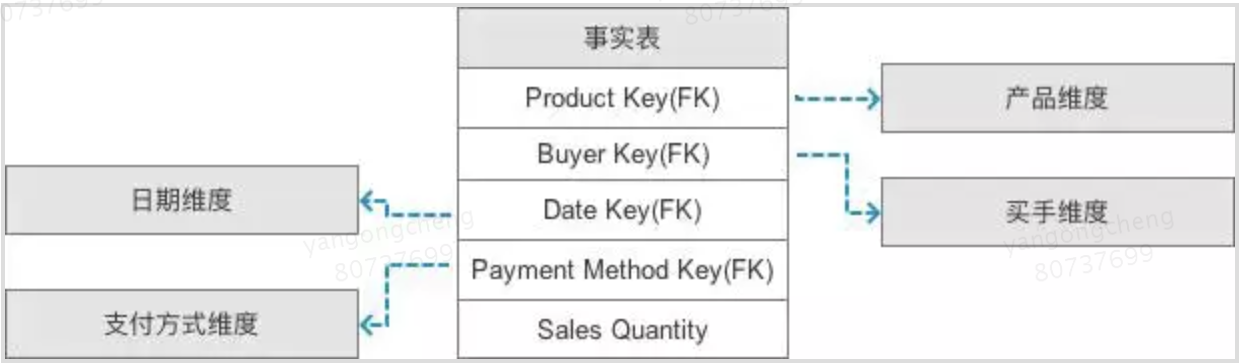 80737699
80737699
事实表
Product Key(FK)
产品维度
Buyer Key(FK)
日期维度
Date Key(FK)
买手维度
yangongcheng
80737699
yangongcheng
80737699
Payment Method Key(FK)
支付方式维度
Sales Quantity